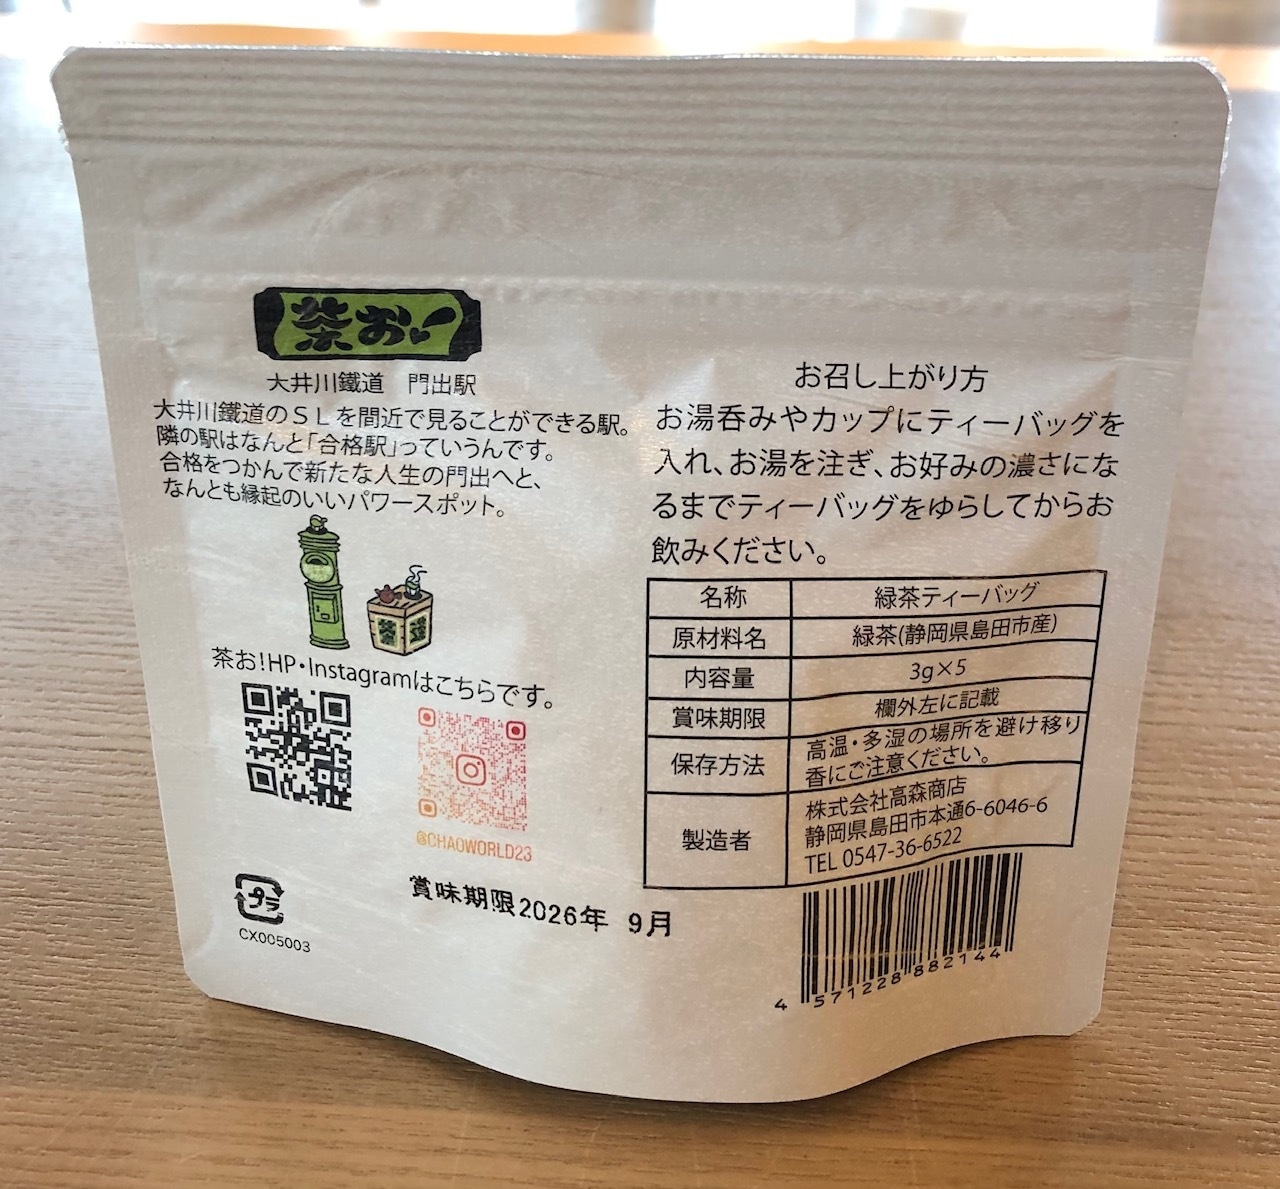 茶お!
大井川鐵道　門出駅
大井川鐵道のＳＬを間近で見ることができる駅。
隣の駅はなんと「合格駅」っていうんです。
合格をつかんで新たな人生の門出へと、
なんとも縁起のいいパワースポット。
茶お!HP・Instagramはこちらです。
@CHAOWORLD23
プラ
CX005003
賞味期限2026年 9月
お召し上がり方
お湯呑みやカップにティーバッグを
入れ、お湯を注ぎ、お好みの濃さにな
るまでティーバッグをゆらしてからお
飲みください。
名称 緑茶ティーバッグ
原材料名 緑茶(静岡県島田市産)
内容量 3g×5
賞味期限 欄外左に記載
保存方法 高温・多湿の場所を避け移り
香にご注意ください。
製造者 株式会社高森商店
静岡県島田市本通6-6046-6
TEL 0547-36-6522
4 571228 882144